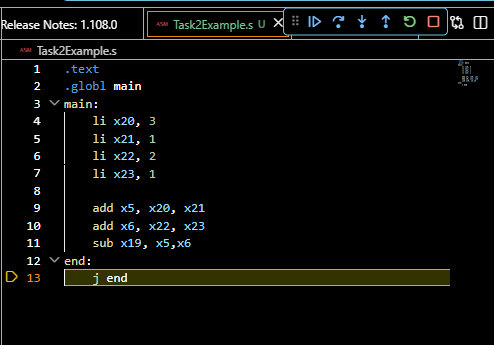 Release Notes: 1.108.0 ASM Task2Example.s U
ASM Task2Example.s
1 .text
2 .globl main
3 main:
4 li x20, 3
5 li x21, 1
6 li x22, 2
7 li x23, 1
8
9 add x5, x20, x21
10 add x6, x22, x23
11 sub x19, x5,x6
12 end:
13 j end